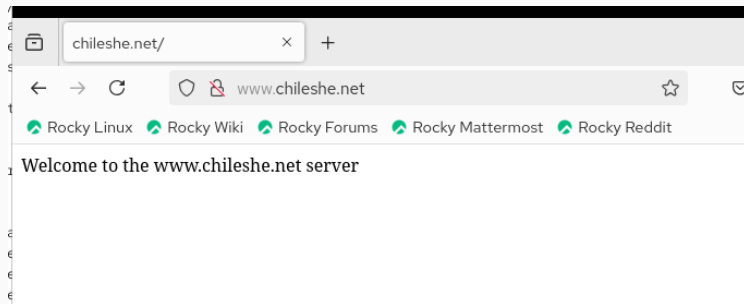 chileshe.net/
www.chileshe.net
Rocky Linux Rocky Wiki Rocky Forums Rocky Mattermost Rocky Reddit
Welcome to the www.chileshe.net server